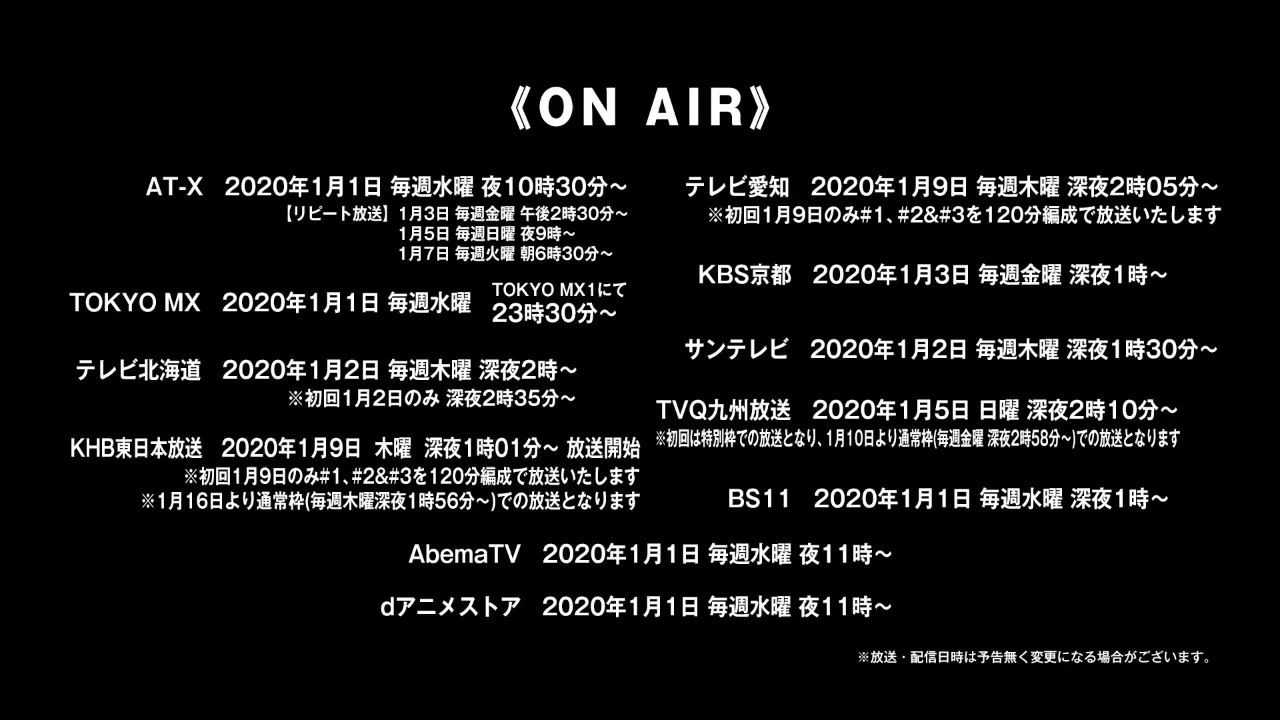 《ON AIR》
AT-X 2020年1月1日 毎週水曜 夜10時30分～
【リピート放送】 1月3日 毎週金曜 午後2時30分～
1月5日 毎週日曜 夜9時～
1月7日 毎週火曜 朝6時30分～
TOKYO MX 2020年1月1日 毎週水曜 TOKYO MX1にて
23時30分～
テレビ北海道 2020年1月2日 毎週木曜 深夜2時～
※初回1月2日のみ 深夜2時35分～
KHB東日本放送 2020年1月9日 木曜 深夜1時01分～ 放送開始
※初回1月9日のみ#1、#2&#3を120分編成で放送いたします
※1月16日より通常枠(毎週木曜深夜1時56分～)での放送となります
テレビ愛知 2020年1月9日 毎週木曜 深夜2時05分～
※初回1月9日のみ#1、#2&#3を120分編成で放送いたします
KBS京都 2020年1月3日 毎週金曜 深夜1時～
サンテレビ 2020年1月2日 毎週木曜 深夜1時30分～
TVQ九州放送 2020年1月5日 日曜 深夜2時10分～
※初回は特別枠での放送となり、1月10日より通常枠(毎週金曜 深夜2時58分～)での放送となります
BS11 2020年1月1日 毎週水曜 深夜1時～
AbemaTV 2020年1月1日 毎週水曜 夜11時～
dアニメストア 2020年1月1日 毎週水曜 夜11時～
※放送・配信日時は予告無く変更になる場合がございます。